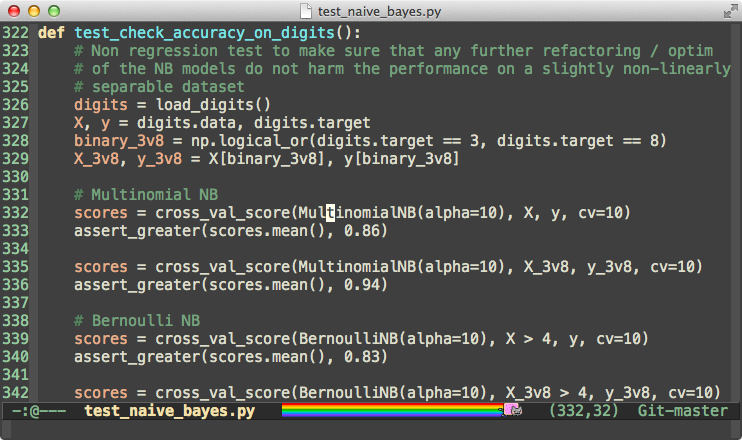 test_naive_bayes.py
322 def test_check_accuracy_on_digits():
323     # Non regression test to make sure that any further refactoring / optim
324     # of the NB models do not harm the performance on a slightly non-linearly
325     # separable dataset
326     digits = load_digits()
327     X, y = digits.data, digits.target
328     binary_3v8 = np.logical_or(digits.target == 3, digits.target == 8)
329     X_3v8, y_3v8 = X[binary_3v8], y[binary_3v8]
330
331     # Multinomial NB
332     scores = cross_val_score(MultinomialNB(alpha=10), X, y, cv=10)
333     assert_greater(scores.mean(), 0.86)
334
335     scores = cross_val_score(MultinomialNB(alpha=10), X_3v8, y_3v8, cv=10)
336     assert_greater(scores.mean(), 0.94)
337
338     # Bernoulli NB
339     scores = cross_val_score(BernoulliNB(alpha=10), X > 4, y, cv=10)
340     assert_greater(scores.mean(), 0.83)
341
342     scores = cross_val_score(BernoulliNB(alpha=10), X_3v8 > 4, y_3v8, cv=10)
-:@--- test_naive_bayes.py (332,32) Git-master